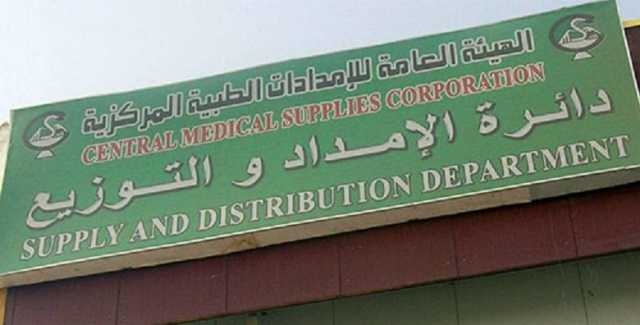 الهيئة العامة للإمدادات الطبية المركزية
CENTRAL MEDICAL SUPPLIES CORPORATION
دائرة الإمداد و التوزيع
SUPPLY AND DISTRIBUTION DEPARTMENT